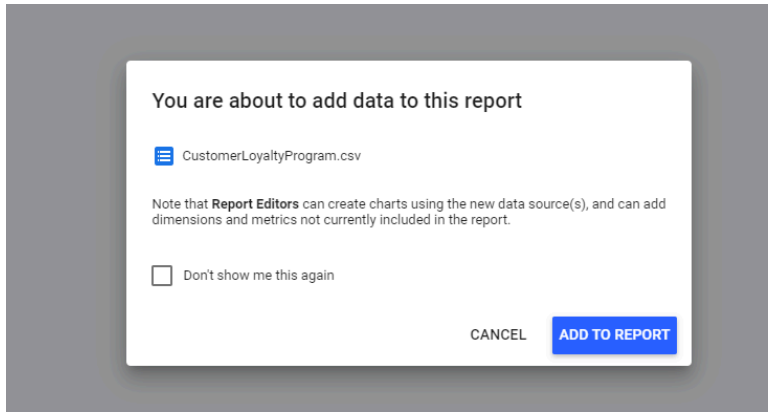 You are about to add data to this report
CustomerLoyaltyProgram.csv
Note that Report Editors can create charts using the new data source(s), and can add
dimensions and metrics not currently included in the report.
Don't show me this again
CANCEL ADD TO REPORT